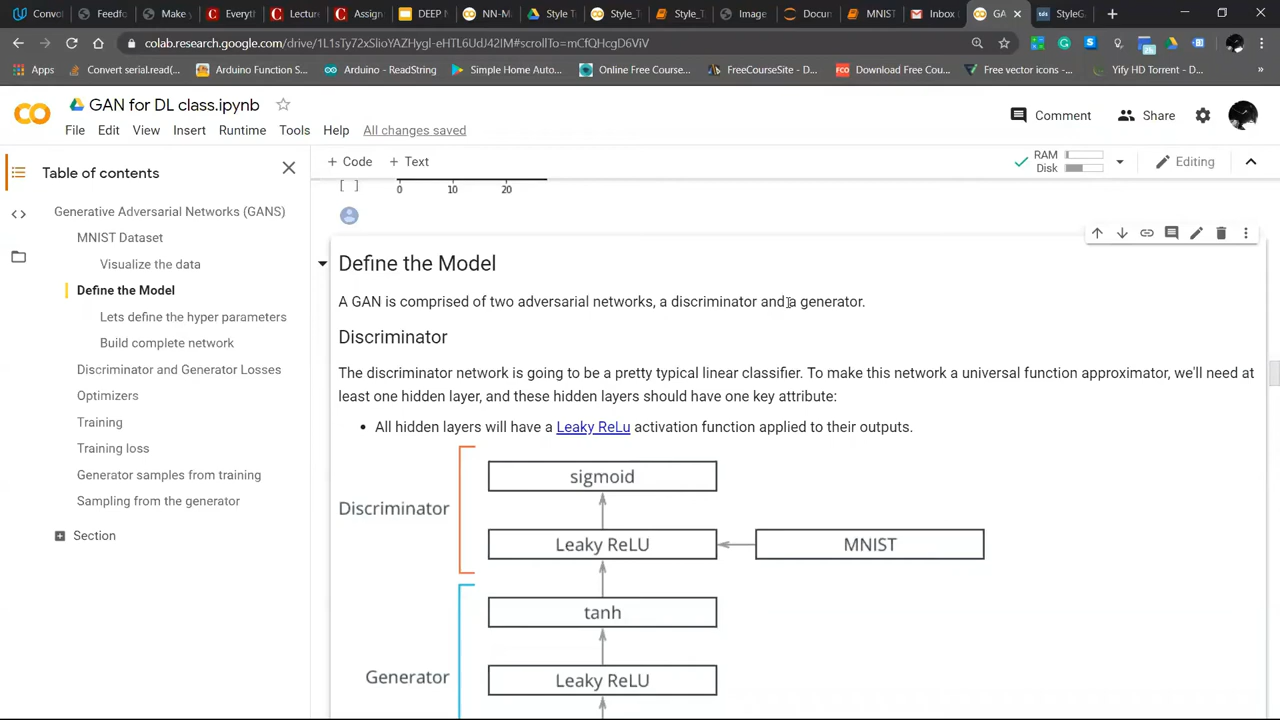 Convo
Feedfo
Make y
Everyt
Lecture
Assign
DEEP N
NN-M
Style T
Style_T
Style_T
Image
Docun
MNIST
Inbox (
GA
StyleG
colab.research.google.com/drive/1L1sTy72xSlioYAZHygl-eHTL6UdJ42IM#scrollTo=mCfQHcgD6ViV
Apps
Convert serial.read(...
Arduino Function S...
Arduino - ReadString
Simple Home Auto...
Online Free Course...
FreeCourseSite - D...
Download Free Cou...
Free vector icons -...
Yify HD Torrent - D...
»
GAN for DL class.ipynb
Comment
Share
File Edit View Insert Runtime Tools Help All changes saved
Table of contents
+ Code + Text
RAM
Disk
Editing
[ ]
0 10 20
Generative Adversarial Networks (GANS)
MNIST Dataset
Visualize the data
Define the Model
Lets define the hyper parameters
Build complete network
Discriminator and Generator Losses
Optimizers
Training
Training loss
Generator samples from training
Sampling from the generator
Section
Define the Model
A GAN is comprised of two adversarial networks, a discriminator and a generator.
Discriminator
The discriminator network is going to be a pretty typical linear classifier. To make this network a universal function approximator, we'll need at
least one hidden layer, and these hidden layers should have one key attribute:
• All hidden layers will have a Leaky ReLu activation function applied to their outputs.
sigmoid
Discriminator
Leaky ReLU
MNIST
tanh
Generator
Leaky ReLU